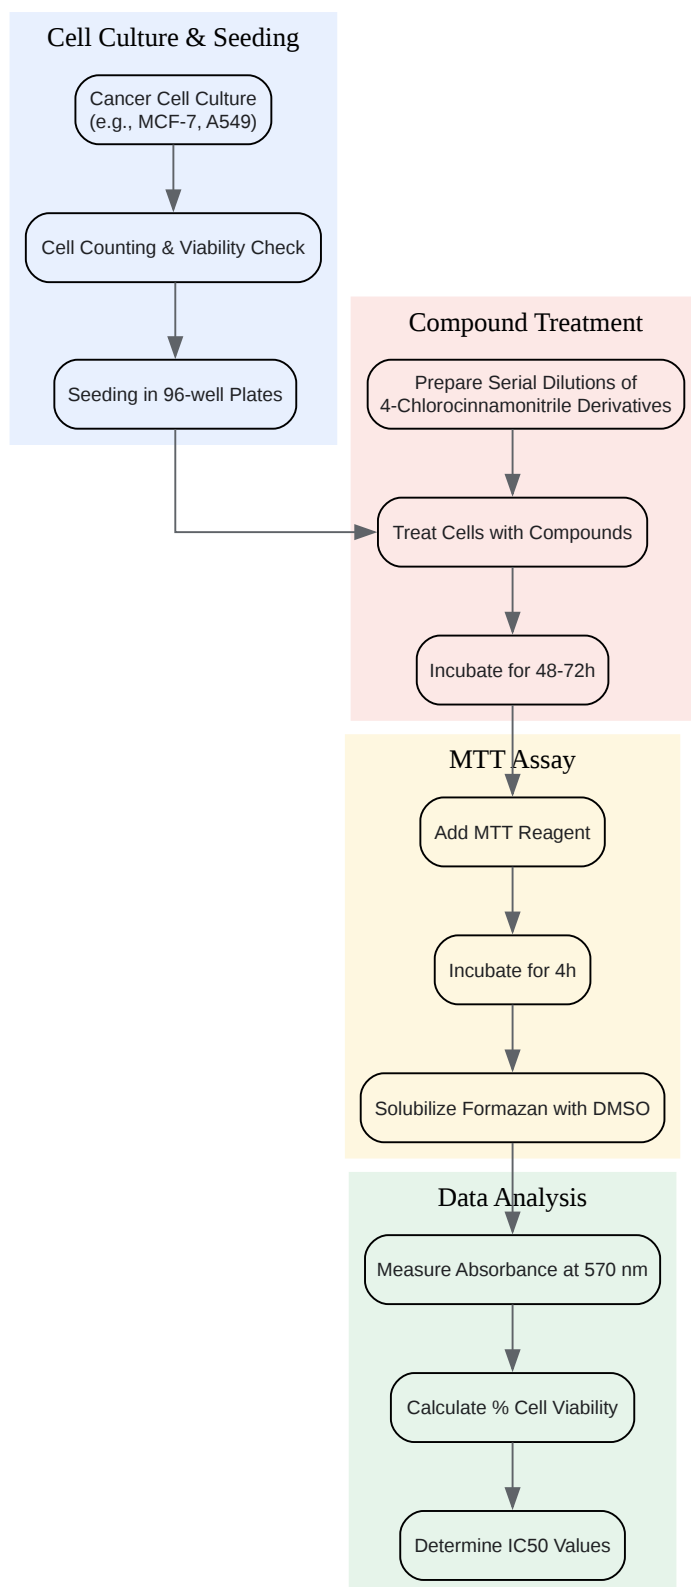 Cell Culture & Seeding
Cancer Cell Culture
(e.g., MCF-7, A549)
Cell Counting & Viability Check
Seeding in 96-well Plates
Compound Treatment
Prepare Serial Dilutions of
4-Chlorocinnamonitrile Derivatives
Treat Cells with Compounds
Incubate for 48-72h
MTT Assay
Add MTT Reagent
Incubate for 4h
Solubilize Formazan with DMSO
Data Analysis
Measure Absorbance at 570 nm
Calculate % Cell Viability
Determine IC50 Values